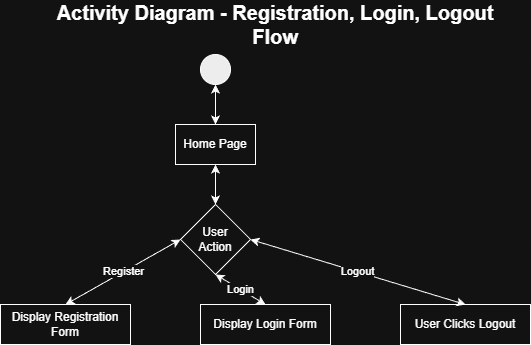 Activity Diagram - Registration, Login, Logout
Flow
Home Page
User
Action
Register
Login
Logout
Display Registration
Form
Display Login Form
User Clicks Logout